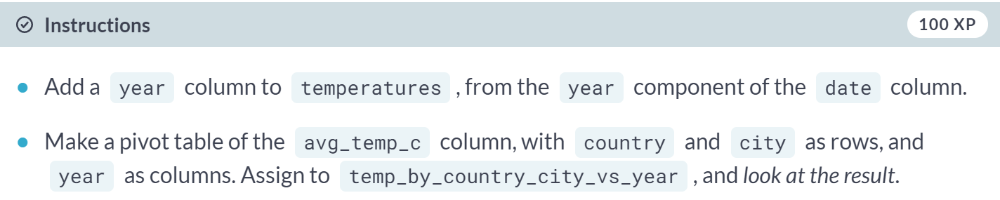 Instructions 100 XP
Add a year column to temperatures , from the year component of the date column.
Make a pivot table of the avg_temp_c column, with country and city as rows, and
year as columns. Assign to temp_by_country_city_vs_year , and look at the result.